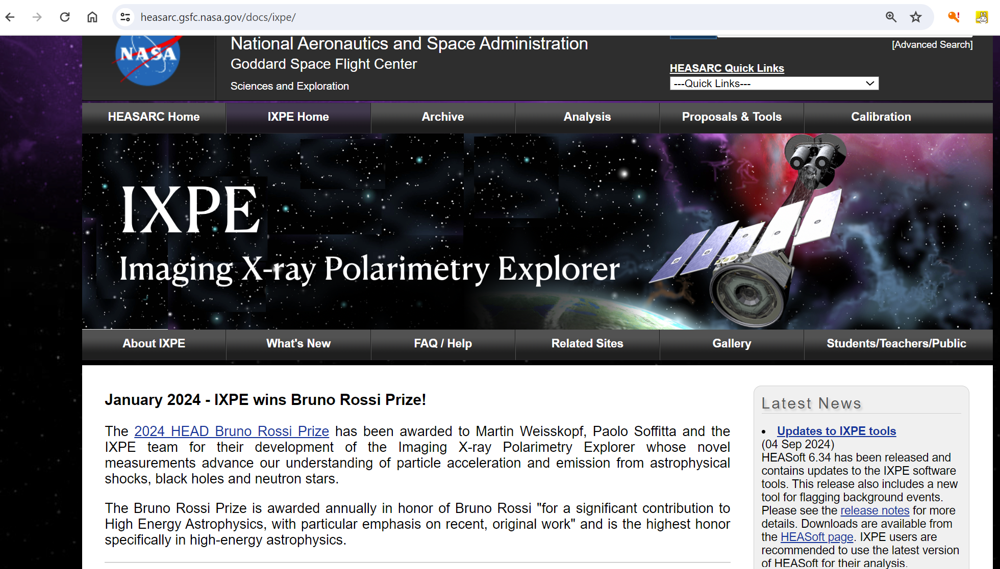 heasarc.gsfc.nasa.gov/docs/ixpe/
NASA
National Aeronautics and Space Administration
Goddard Space Flight Center
Sciences and Exploration
[Advanced Search]
HEASARC Quick Links
---Quick Links---
HEASARC Home
IXPE Home
Archive
Analysis
Proposals & Tools
Calibration
IXPE
Imaging X-ray Polarimetry Explorer
About IXPE
What's New
FAQ / Help
Related Sites
Gallery
Students/Teachers/Public
January 2024 - IXPE wins Bruno Rossi Prize!
The 2024 HEAD Bruno Rossi Prize has been awarded to Martin Weisskopf, Paolo Soffitta and the
IXPE team for their development of the Imaging X-ray Polarimetry Explorer whose novel
measurements advance our understanding of particle acceleration and emission from astrophysical
shocks, black holes and neutron stars.
The Bruno Rossi Prize is awarded annually in honor of Bruno Rossi "for a significant contribution to
High Energy Astrophysics, with particular emphasis on recent, original work" and is the highest honor
specifically in high-energy astrophysics.
Latest News
• Updates to IXPE tools
(04 Sep 2024)
HEASoft 6.34 has been released and
contains updates to the IXPE software
tools. This release also includes a new
tool for flagging background events.
Please see the release notes for more
details. Downloads are available from
the HEASoft page. IXPE users are
recommended to use the latest version
of HEASoft for their analysis.